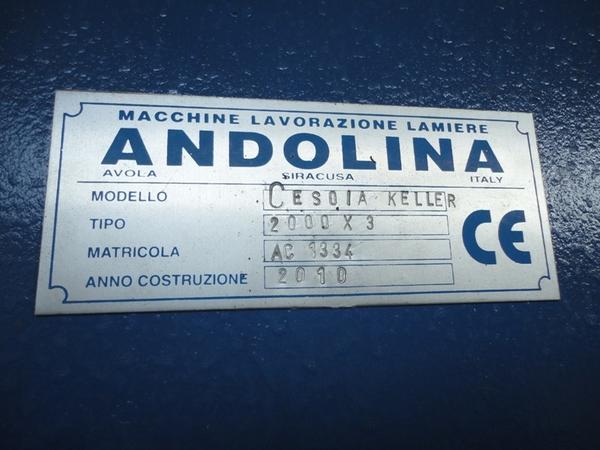 MACCHINE LAVORAZIONE LAMIERE
ANDOLINA
AVOLA SIRACUSA ITALY
MODELLO CESOIA KELLER
TIPO 2000 X 3
MATRICOLA AC 1334
ANNO COSTRUZIONE 2010
CE